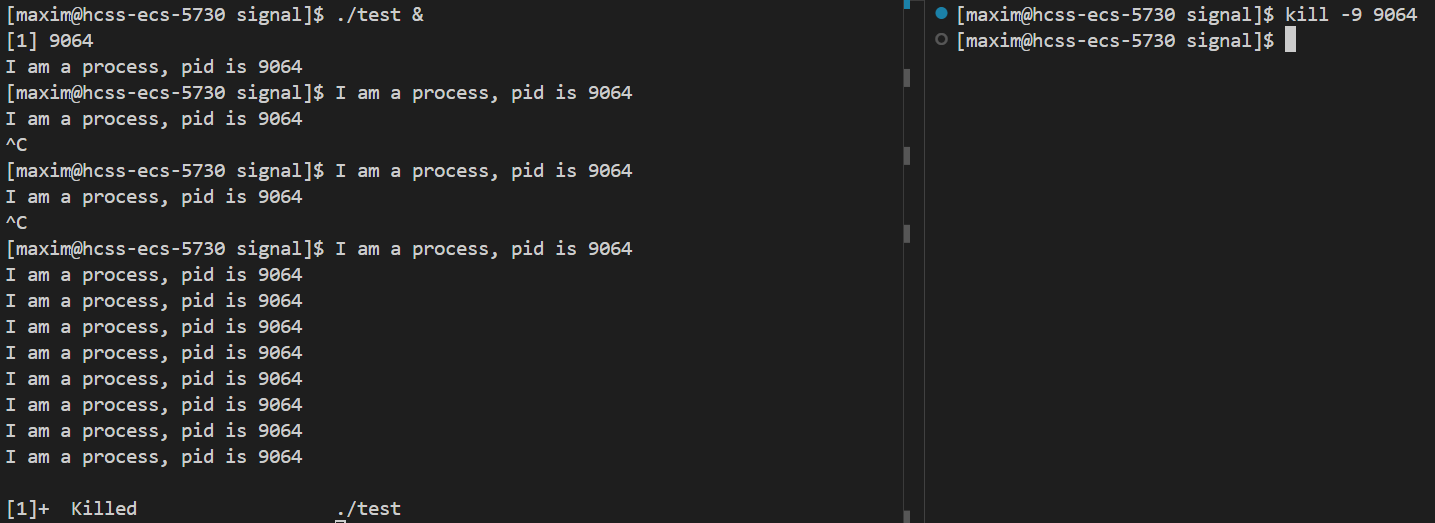 [maxim@hcss-ecs-5730 signal]$ ./test &
[1] 9064
I am a process, pid is 9064
[maxim@hcss-ecs-5730 signal]$ I am a process, pid is 9064
I am a process, pid is 9064
^C
[maxim@hcss-ecs-5730 signal]$ I am a process, pid is 9064
I am a process, pid is 9064
^C
[maxim@hcss-ecs-5730 signal]$ I am a process, pid is 9064
I am a process, pid is 9064
I am a process, pid is 9064
I am a process, pid is 9064
I am a process, pid is 9064
I am a process, pid is 9064
I am a process, pid is 9064
I am a process, pid is 9064
I am a process, pid is 9064
[1]+  Killed                  ./test
[maxim@hcss-ecs-5730 signal]$ kill -9 9064
[maxim@hcss-ecs-5730 signal]$